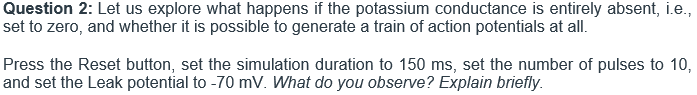 Question 2: Let us explore what happens if the potassium conductance is entirely absent, i.e.,
set to zero, and whether it is possible to generate a train of action potentials at all.
Press the Reset button, set the simulation duration to 150 ms, set the number of pulses to 10,
and set the Leak potential to -70 mV. What do you observe? Explain briefly.